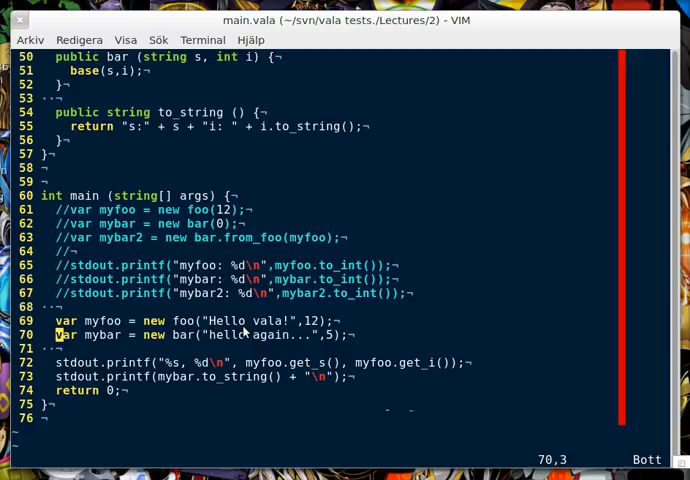 main.vala (~/svn/vala tests./Lectures/2) - VIM
Arkiv Redigera Visa Sök Terminal Hjälp
50   public bar (string s, int i) {¬
51     base(s,i);¬
52   }¬
53 ··¬
54   public string to_string () {¬
55     return "s:" + s + "i: " + i.to_string();¬
56   }¬
57 }¬
58 ¬
59 ¬
60 int main (string[] args) {¬
61   //var myfoo = new foo(12);¬
62   //var mybar = new bar(0);¬
63   //var mybar2 = new bar.from_foo(myfoo);¬
64   //¬
65   //stdout.printf("myfoo: %d\n",myfoo.to_int());¬
66   //stdout.printf("mybar: %d\n",mybar.to_int());¬
67   //stdout.printf("mybar2: %d\n",mybar2.to_int());¬
68 ··¬
69   var myfoo = new foo("Hello vala!",12);¬
70   var mybar = new bar("hello again...",5);¬
71 ··¬
72   stdout.printf("%s, %d\n", myfoo.get_s(), myfoo.get_i());¬
73   stdout.printf(mybar.to_string() + "\n");¬
74   return 0;¬
75 }¬
76 ¬
~
~
70,3 Bott